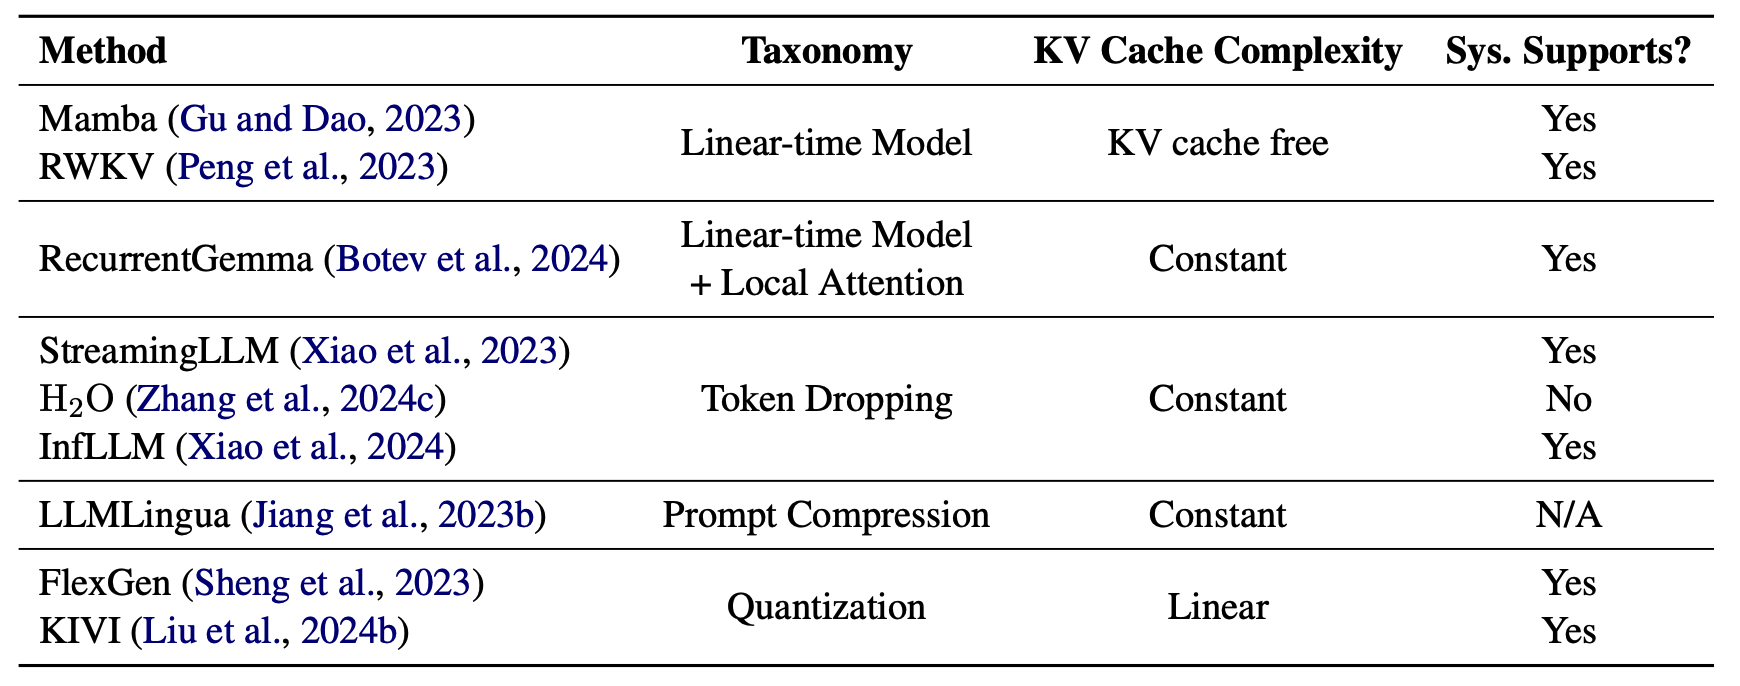 Method Taxonomy KV Cache Complexity Sys. Supports?
Mamba (Gu and Dao, 2023) Yes
Linear-time Model KV cache free
RWKV (Peng et al., 2023) Yes
Linear-time Model
RecurrentGemma (Botev et al., 2024) Constant Yes
+ Local Attention
StreamingLLM (Xiao et al., 2023) Yes
H₂O (Zhang et al., 2024c) Token Dropping Constant No
InfLLM (Xiao et al., 2024) Yes
LLMLingua (Jiang et al., 2023b) Prompt Compression Constant N/A
FlexGen (Sheng et al., 2023) Yes
Quantization Linear
KIVI (Liu et al., 2024b) Yes